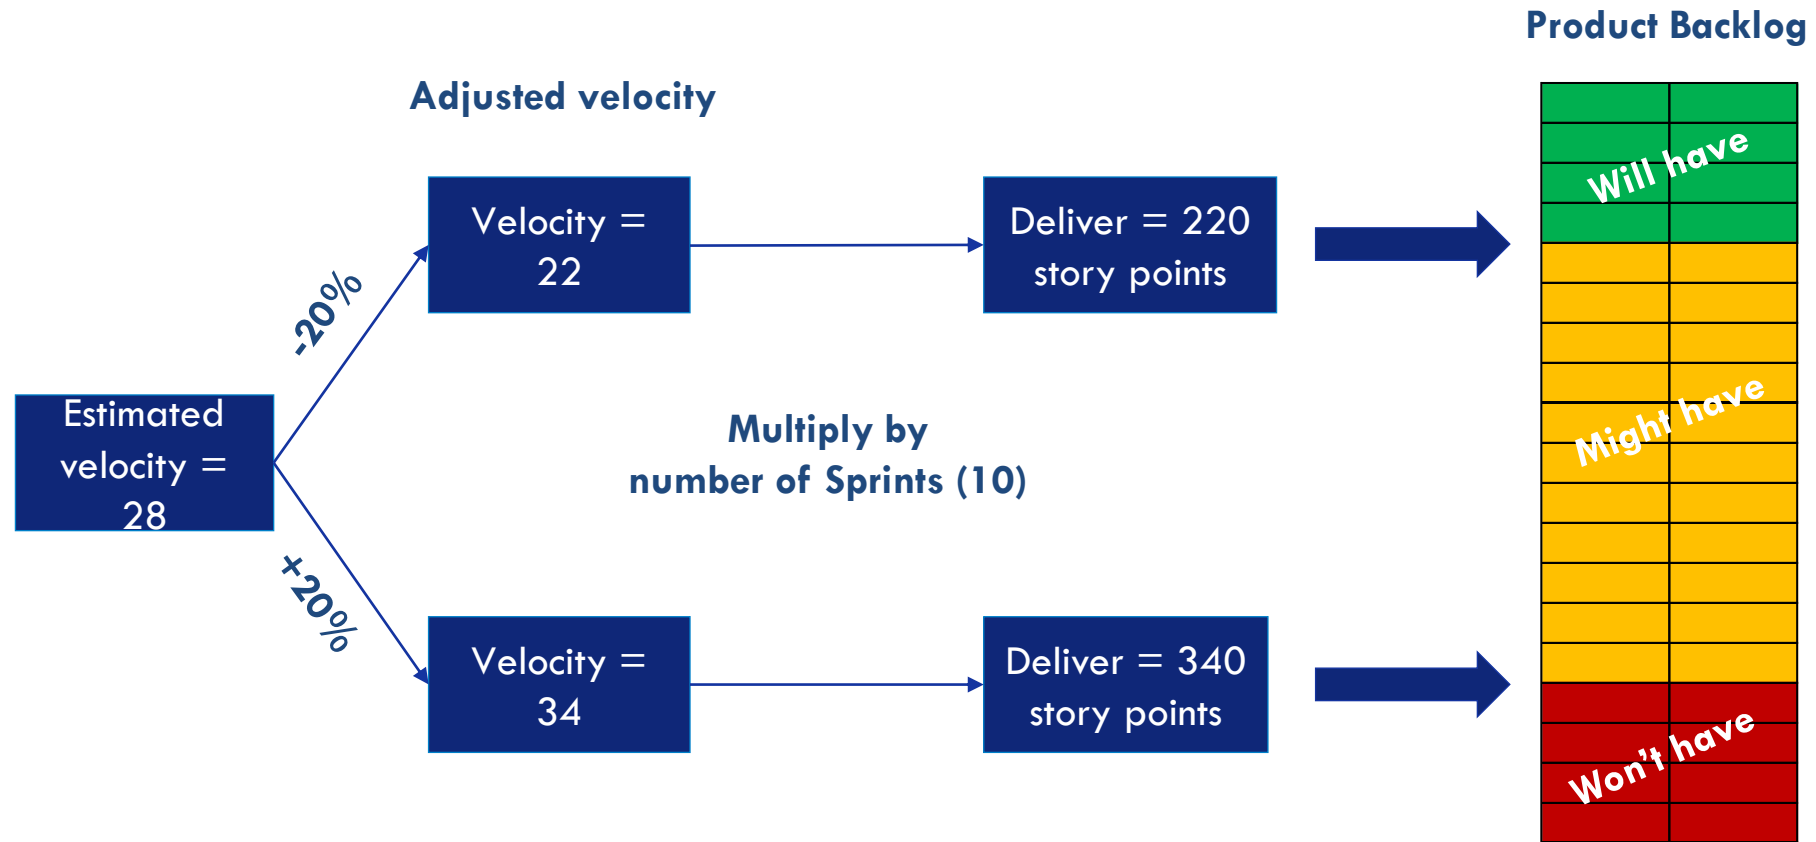 Product Backlog
Adjusted velocity
Will have
Velocity =
22
Deliver = 220
story points
-20%
Estimated
velocity =
28
Multiply by
number of Sprints (10)
Might have
+20%
Velocity =
34
Deliver = 340
story points
Won't have